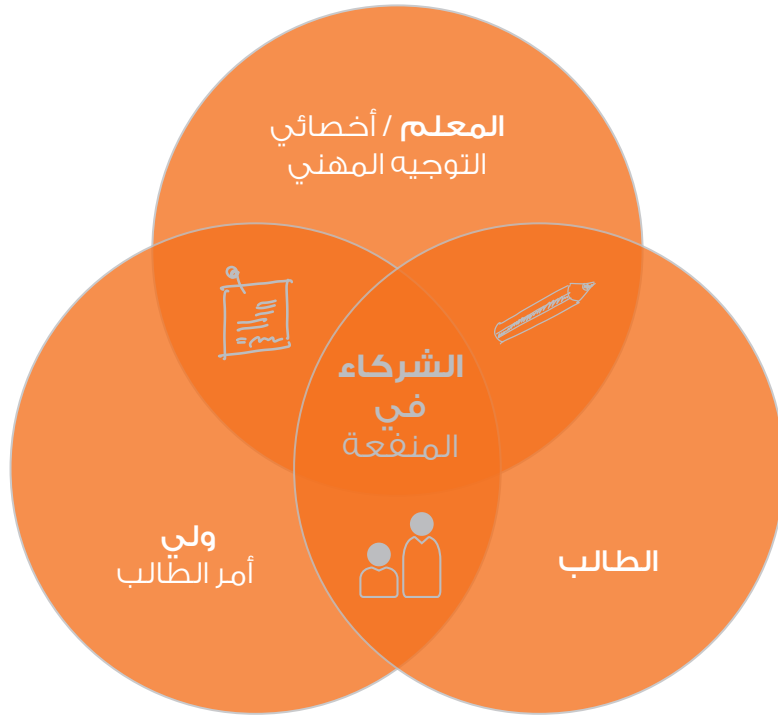 المعلم / أخصائي
التوجيه المهني
الشركاء
في
المنفعة
ولي
أمر الطالب
الطالب